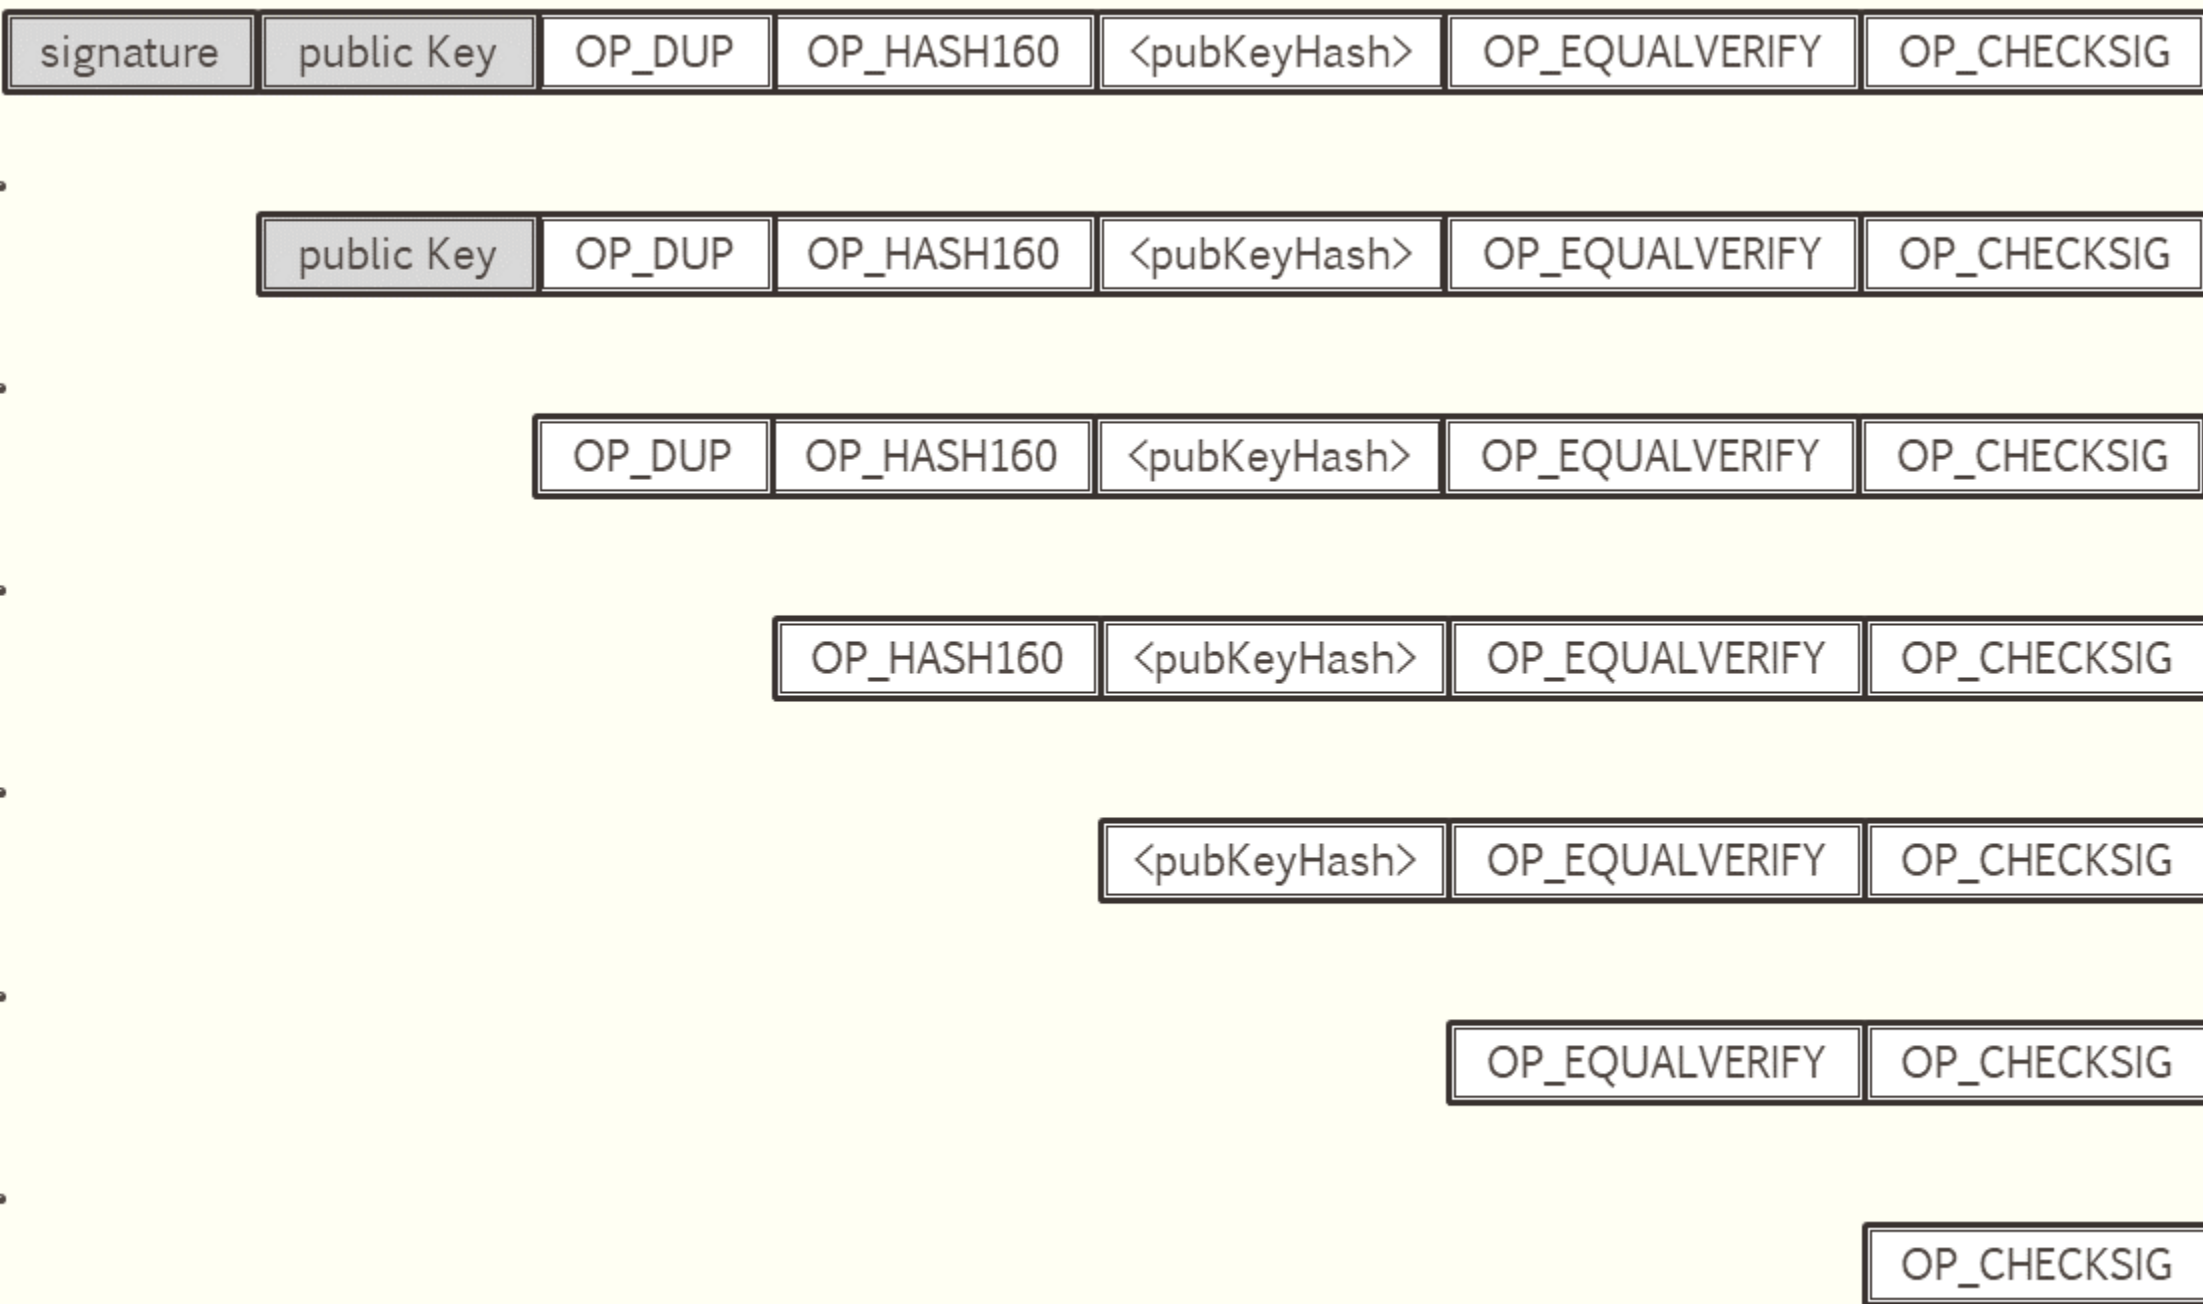 signature public Key OP_DUP OP_HASH160 <pubKeyHash> OP_EQUALVERIFY OP_CHECKSIG
public Key OP_DUP OP_HASH160 <pubKeyHash> OP_EQUALVERIFY OP_CHECKSIG
OP_DUP OP_HASH160 <pubKeyHash> OP_EQUALVERIFY OP_CHECKSIG
OP_HASH160 <pubKeyHash> OP_EQUALVERIFY OP_CHECKSIG
<pubKeyHash> OP_EQUALVERIFY OP_CHECKSIG
OP_EQUALVERIFY OP_CHECKSIG
OP_CHECKSIG